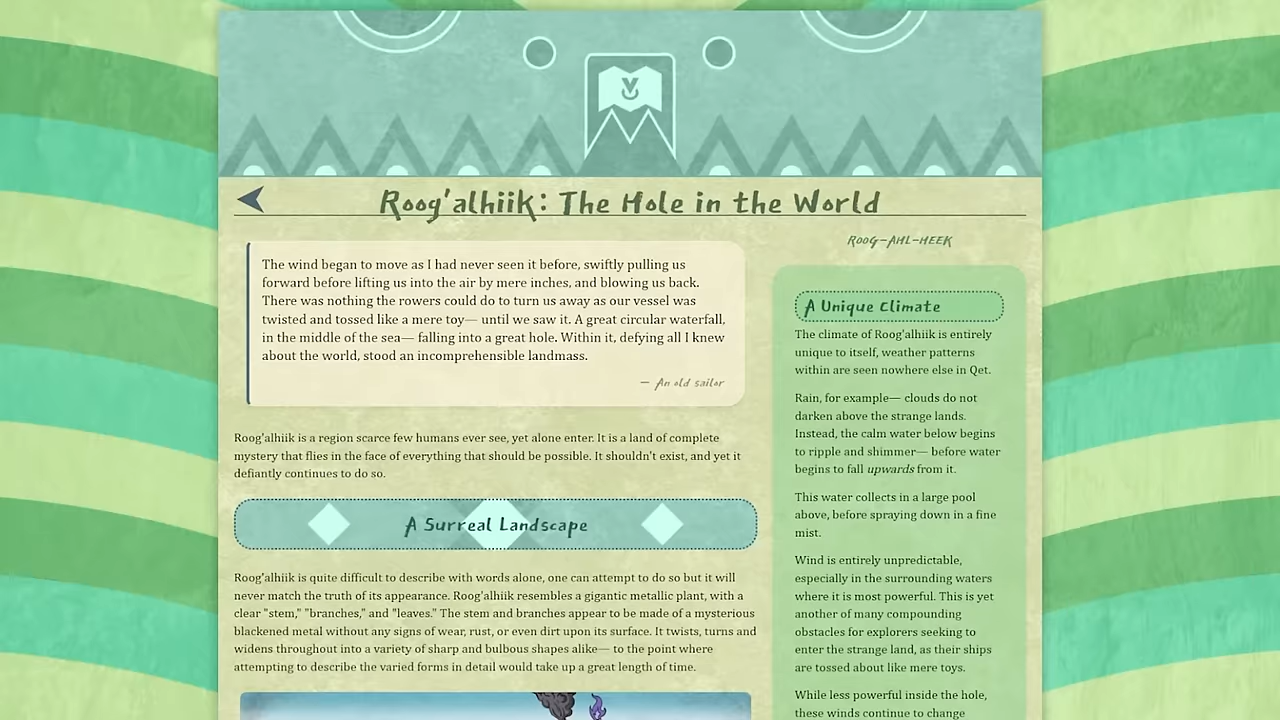 Roog'alhiik: The Hole in the World
The wind began to move as I had never seen it before, swiftly pulling us
forward before lifting us into the air by mere inches, and blowing us back.
There was nothing the rowers could do to turn us away as our vessel was
twisted and tossed like a mere toy— until we saw it. A great circular waterfall,
in the middle of the sea— falling into a great hole. Within it, defying all I knew
about the world, stood an incomprehensible landmass.
— An old sailor
Roog'alhiik is a region scarce few humans ever see, yet alone enter. It is a land of complete
mystery that flies in the face of everything that should be possible. It shouldn't exist, and yet it
defiantly continues to do so.
A Surreal Landscape
Roog'alhiik is quite difficult to describe with words alone, one can attempt to do so but it will
never match the truth of its appearance. Roog'alhiik resembles a gigantic metallic plant, with a
clear "stem," "branches," and "leaves." The stem and branches appear to be made of a mysterious
blackened metal without any signs of wear, rust, or even dirt upon its surface. It twists, turns and
widens throughout into a variety of sharp and bulbous shapes alike— to the point where
attempting to describe the varied forms in detail would take up a great length of time.
Roog-AHL-HEEK
A Unique Climate
The climate of Roog'alhiik is entirely
unique to itself, weather patterns
within are seen nowhere else in Qet.
Rain, for example— clouds do not
darken above the strange lands.
Instead, the calm water below begins
to ripple and shimmer— before water
begins to fall upwards from it.
This water collects in a large pool
above, before spraying down in a fine
mist.
Wind is entirely unpredictable,
especially in the surrounding waters
where it is most powerful. This is yet
another of many compounding
obstacles for explorers seeking to
enter the strange land, as their ships
are tossed about like mere toys.
While less powerful inside the hole,
these winds continue to change